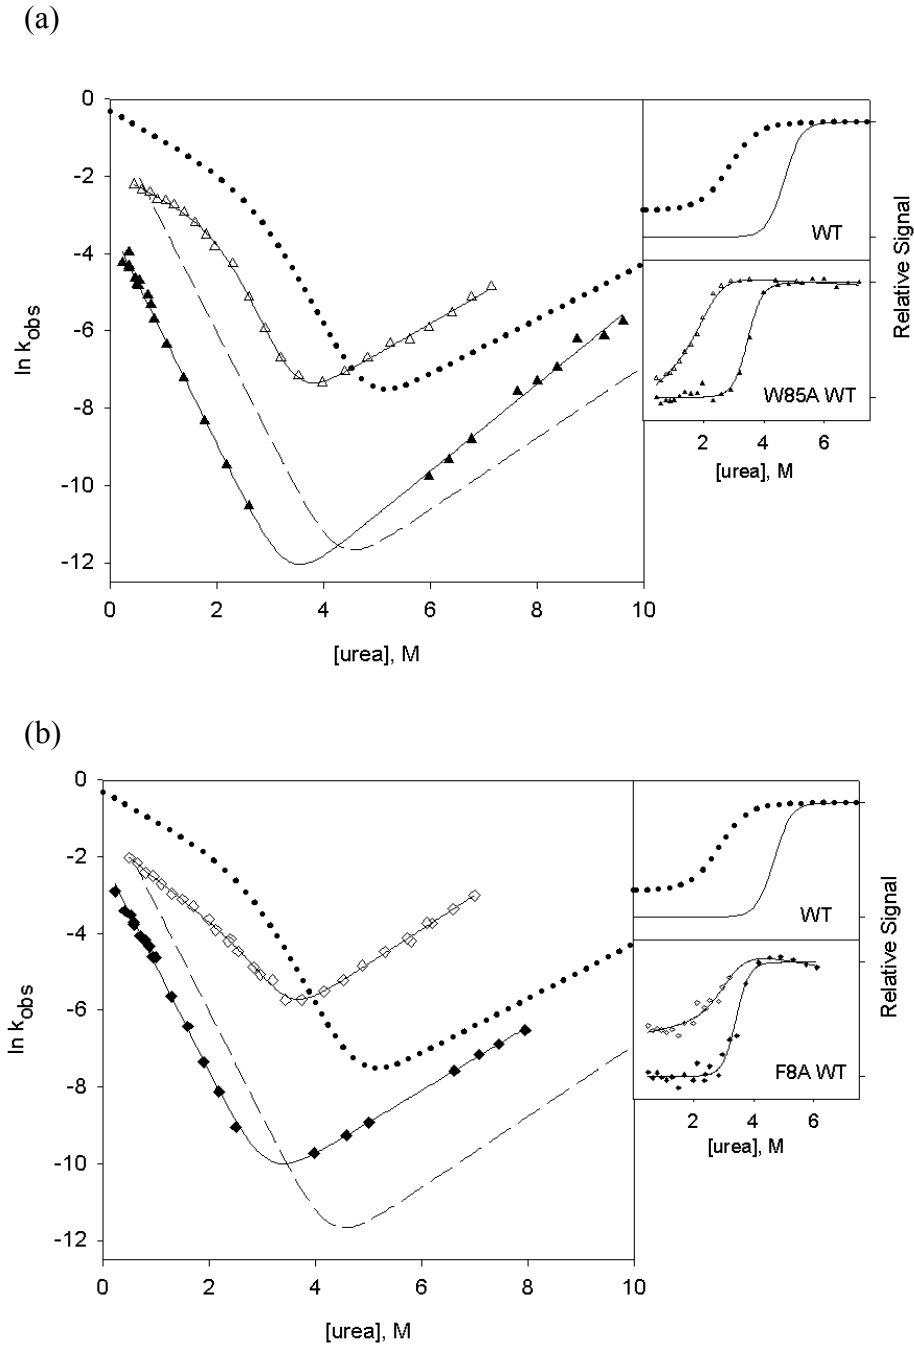 (a)
0
-2
-4
-6
-8
-10
-12
ln k_obs
0 2 4 6 8 10
[urea], M
WT
W85A WT
Relative Signal
2 4 6
[urea], M
(b)
0
-2
-4
-6
-8
-10
-12
ln k_obs
0 2 4 6 8 10
[urea], M
WT
F8A WT
Relative Signal
2 4 6
[urea], M